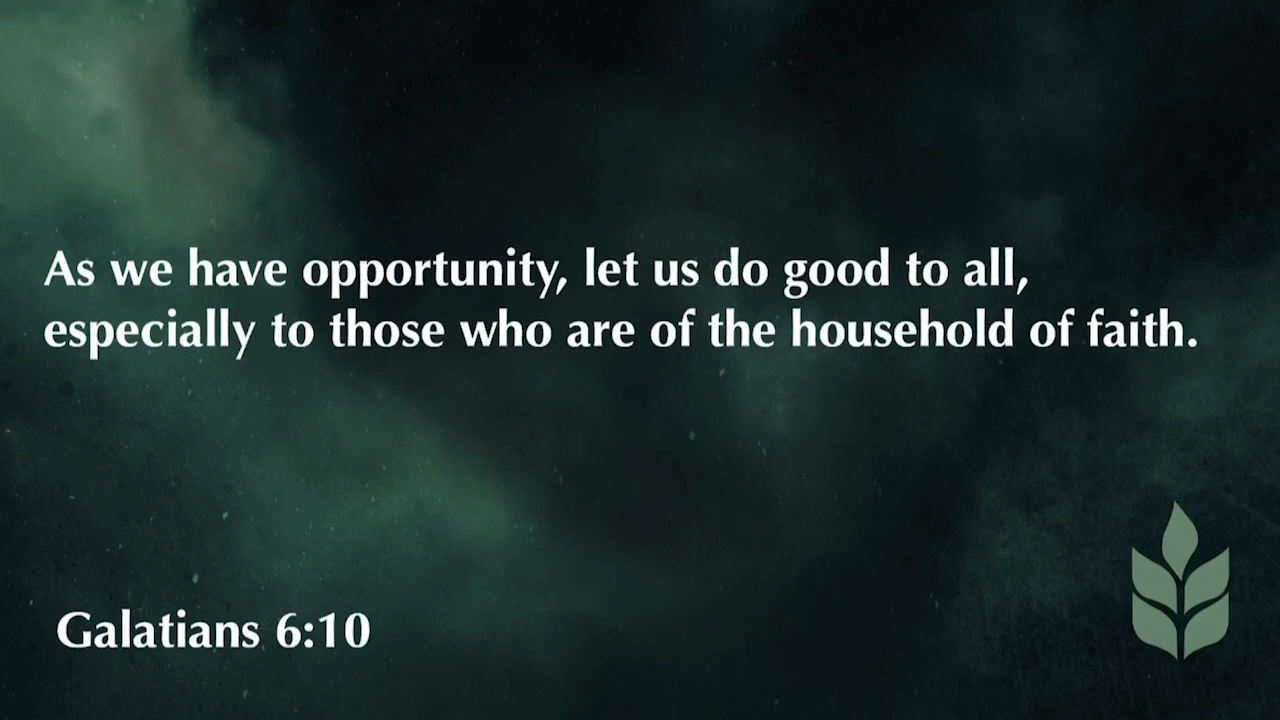 As we have opportunity, let us do good to all,
especially to those who are of the household of faith.
Galatians 6:10